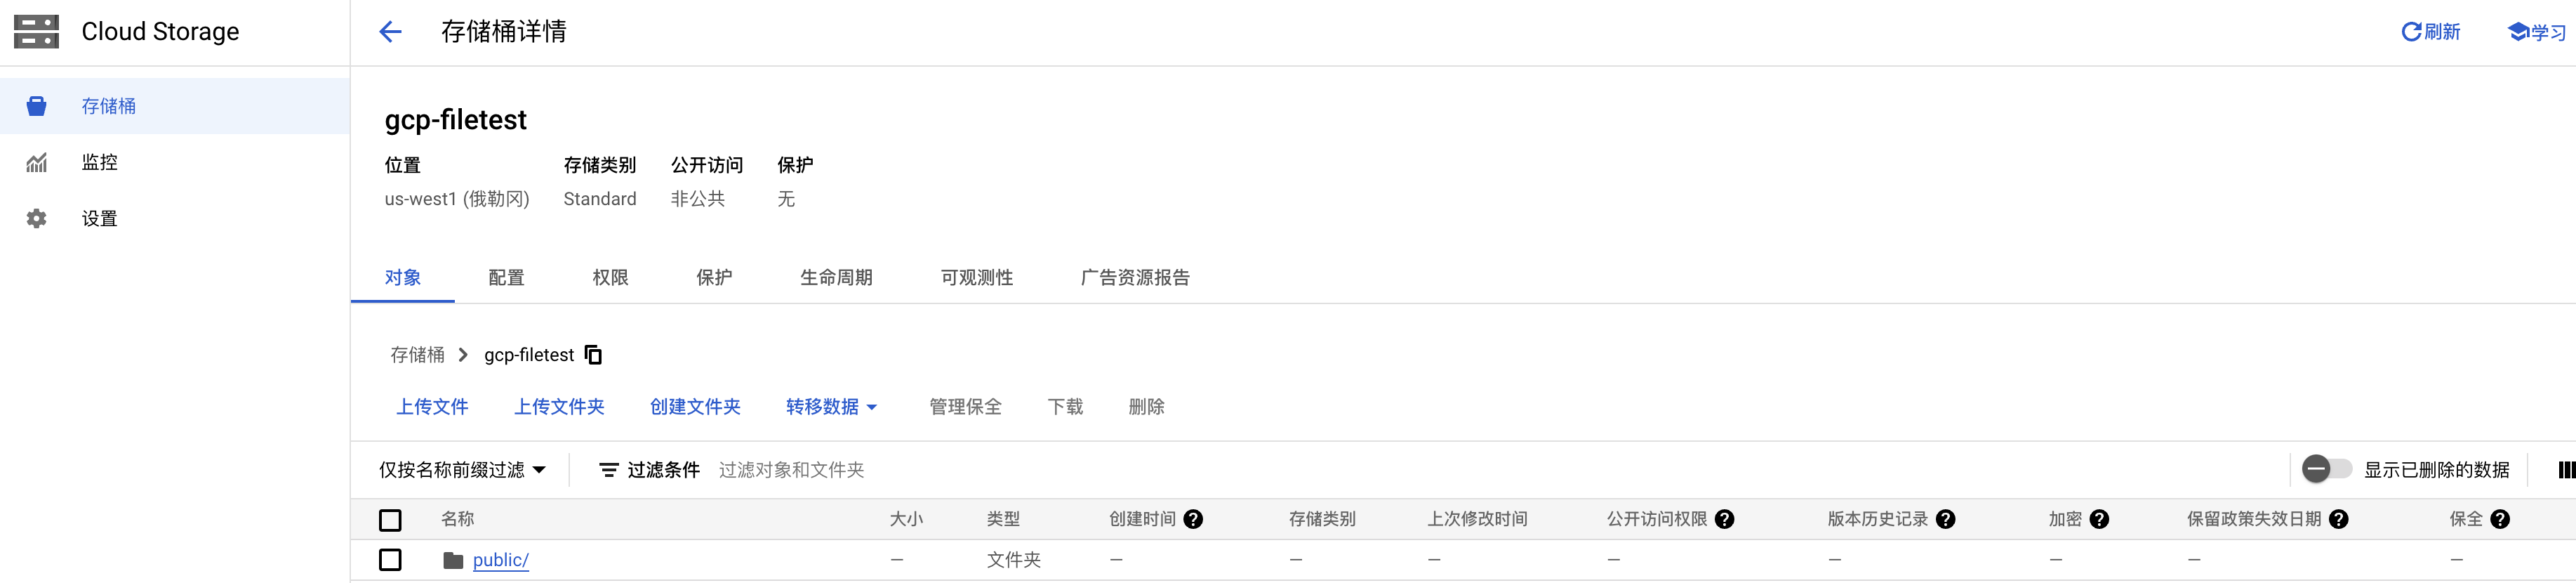 Cloud Storage
存储桶详情
刷新
学习
存储桶
监控
设置
gcp-filetest
位置 存储类别 公开访问 保护
us-west1 (俄勒冈) Standard 非公共 无
对象 配置 权限 保护 生命周期 可观测性 广告资源报告
存储桶 gcp-filetest
上传文件 上传文件夹 创建文件夹 转移数据 管理保全 下载 删除
仅按名称前缀过滤 过滤条件 过滤对象和文件夹 显示已删除的数据
名称 大小 类型 创建时间 存储类别 上次修改时间 公开访问权限 版本历史记录 加密 保留政策失效日期 保全
public/ — 文件夹 — — — — — — — —